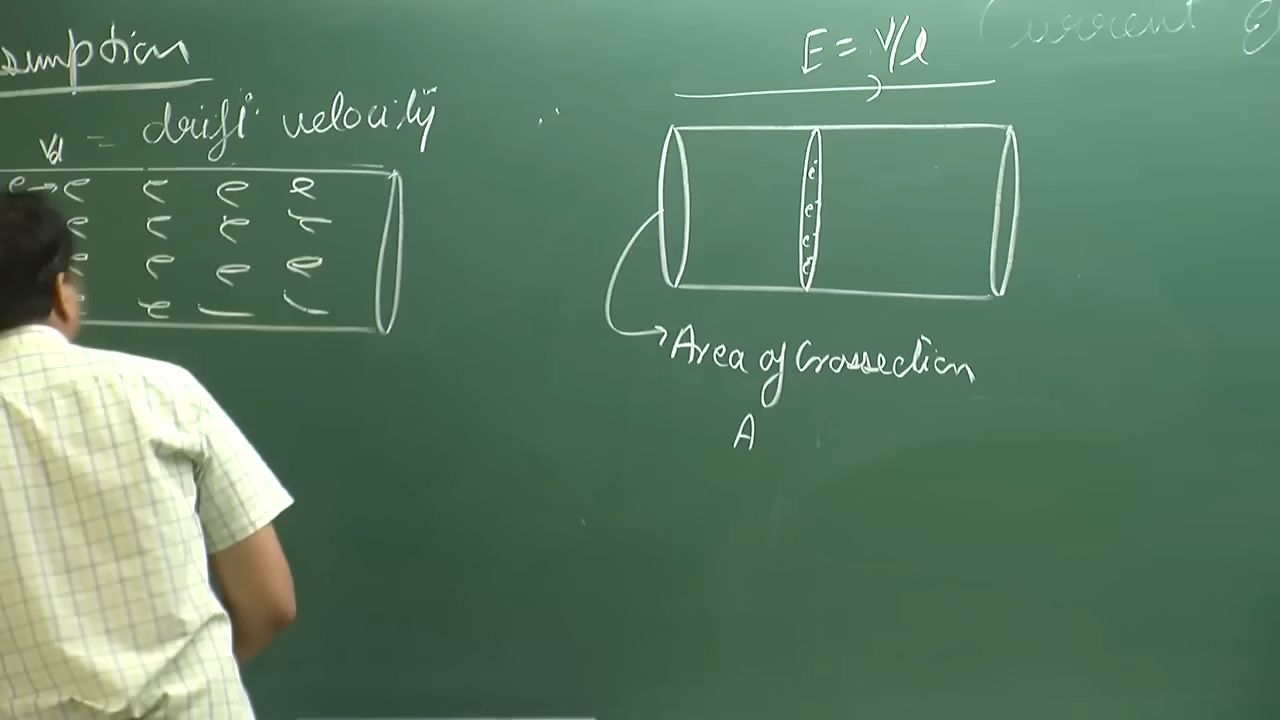 sumption
Vd = drift velocity
e → e e e e
e e e
e e e e
e e
E = V/l
Current E
e
e
e
e
Area of Crossection
A